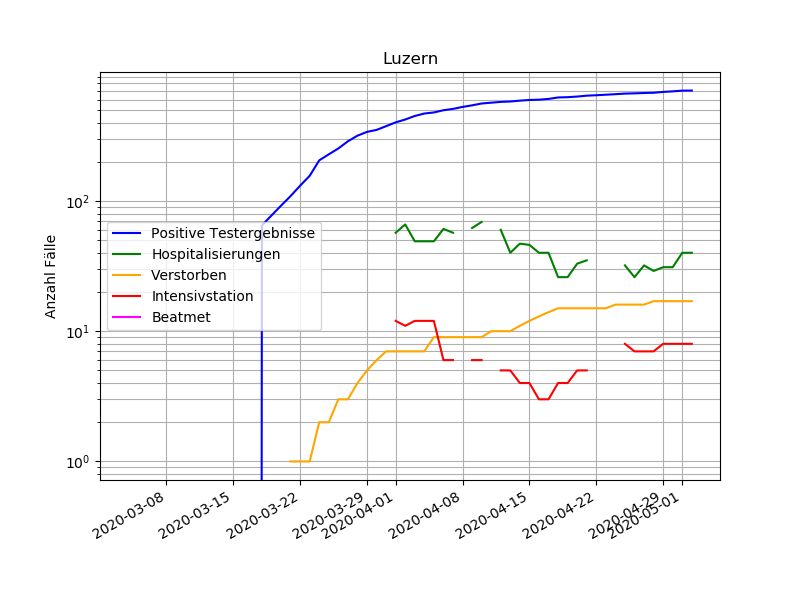 Luzern
Anzahl Fälle
10²
10¹
10⁰
Positive Testergebnisse
Hospitalisierungen
Verstorben
Intensivstation
Beatmet
2020-03-08
2020-03-15
2020-03-22
2020-03-29
2020-04-01
2020-04-08
2020-04-15
2020-04-22
2020-04-29
2020-05-01